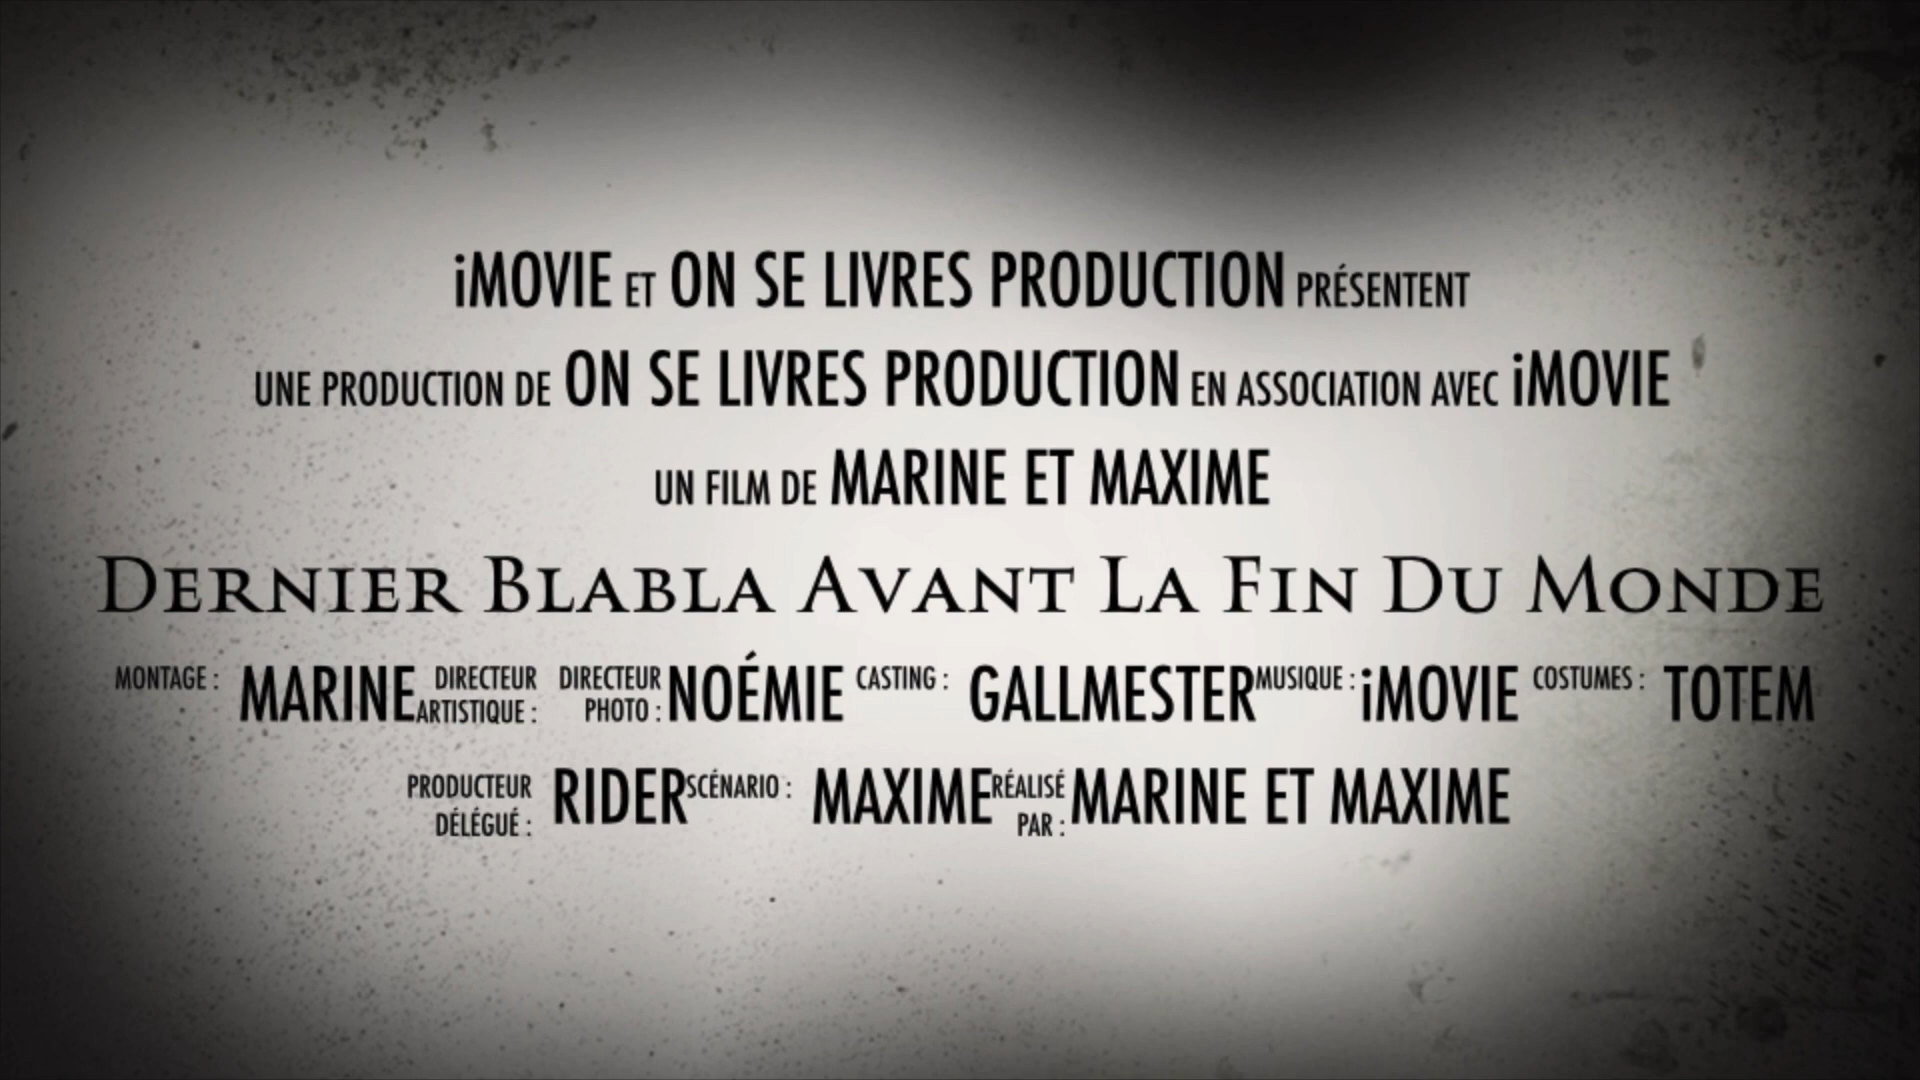 iMOVIE ET ON SE LIVRES PRODUCTION PRÉSENTENT
UNE PRODUCTION DE ON SE LIVRES PRODUCTION EN ASSOCIATION AVEC iMOVIE
UN FILM DE MARINE ET MAXIME
DERNIER BLABLA AVANT LA FIN DU MONDE
MONTAGE : MARINE DIRECTEUR ARTISTIQUE : DIRECTEUR PHOTO : NOÉMIE CASTING : GALLMESTER MUSIQUE : iMOVIE COSTUMES : TOTEM
PRODUCTEUR DÉLÉGUÉ : RIDER SCÉNARIO : MAXIME RÉALISÉ PAR : MARINE ET MAXIME